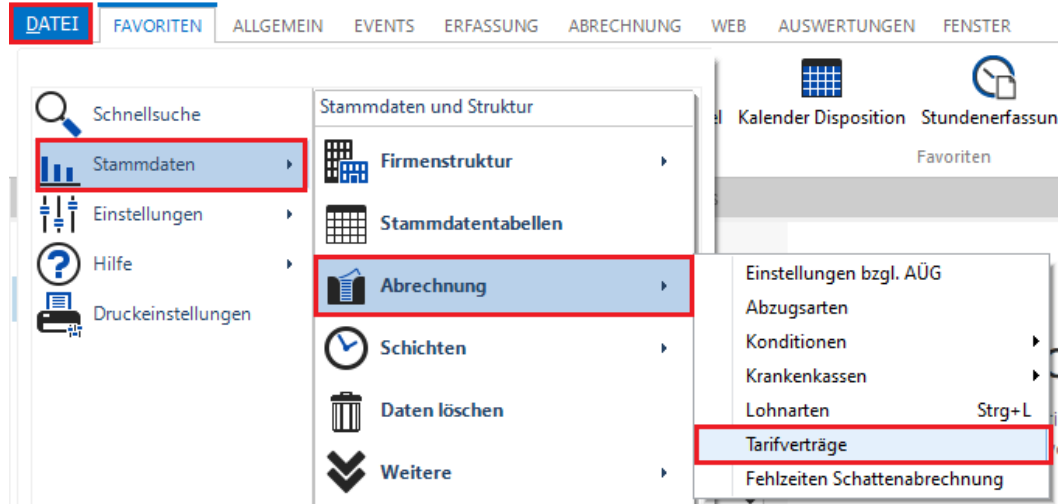 DATEI FAVORITEN ALLGEMEIN EVENTS ERFASSUNG ABRECHNUNG WEB AUSWERTUNGEN FENSTER
Kalender Disposition Stundenerfassun
Favoriten
Schnellsuche
Stammdaten
Einstellungen
Hilfe
Druckeinstellungen
Stammdaten und Struktur
Firmenstruktur
Stammdatentabellen
Abrechnung
Schichten
Daten löschen
Weitere
Einstellungen bzgl. AÜG
Abzugsarten
Konditionen
Krankenkassen
Lohnarten Strg+L
Tarifverträge
Fehlzeiten Schattenabrechnung